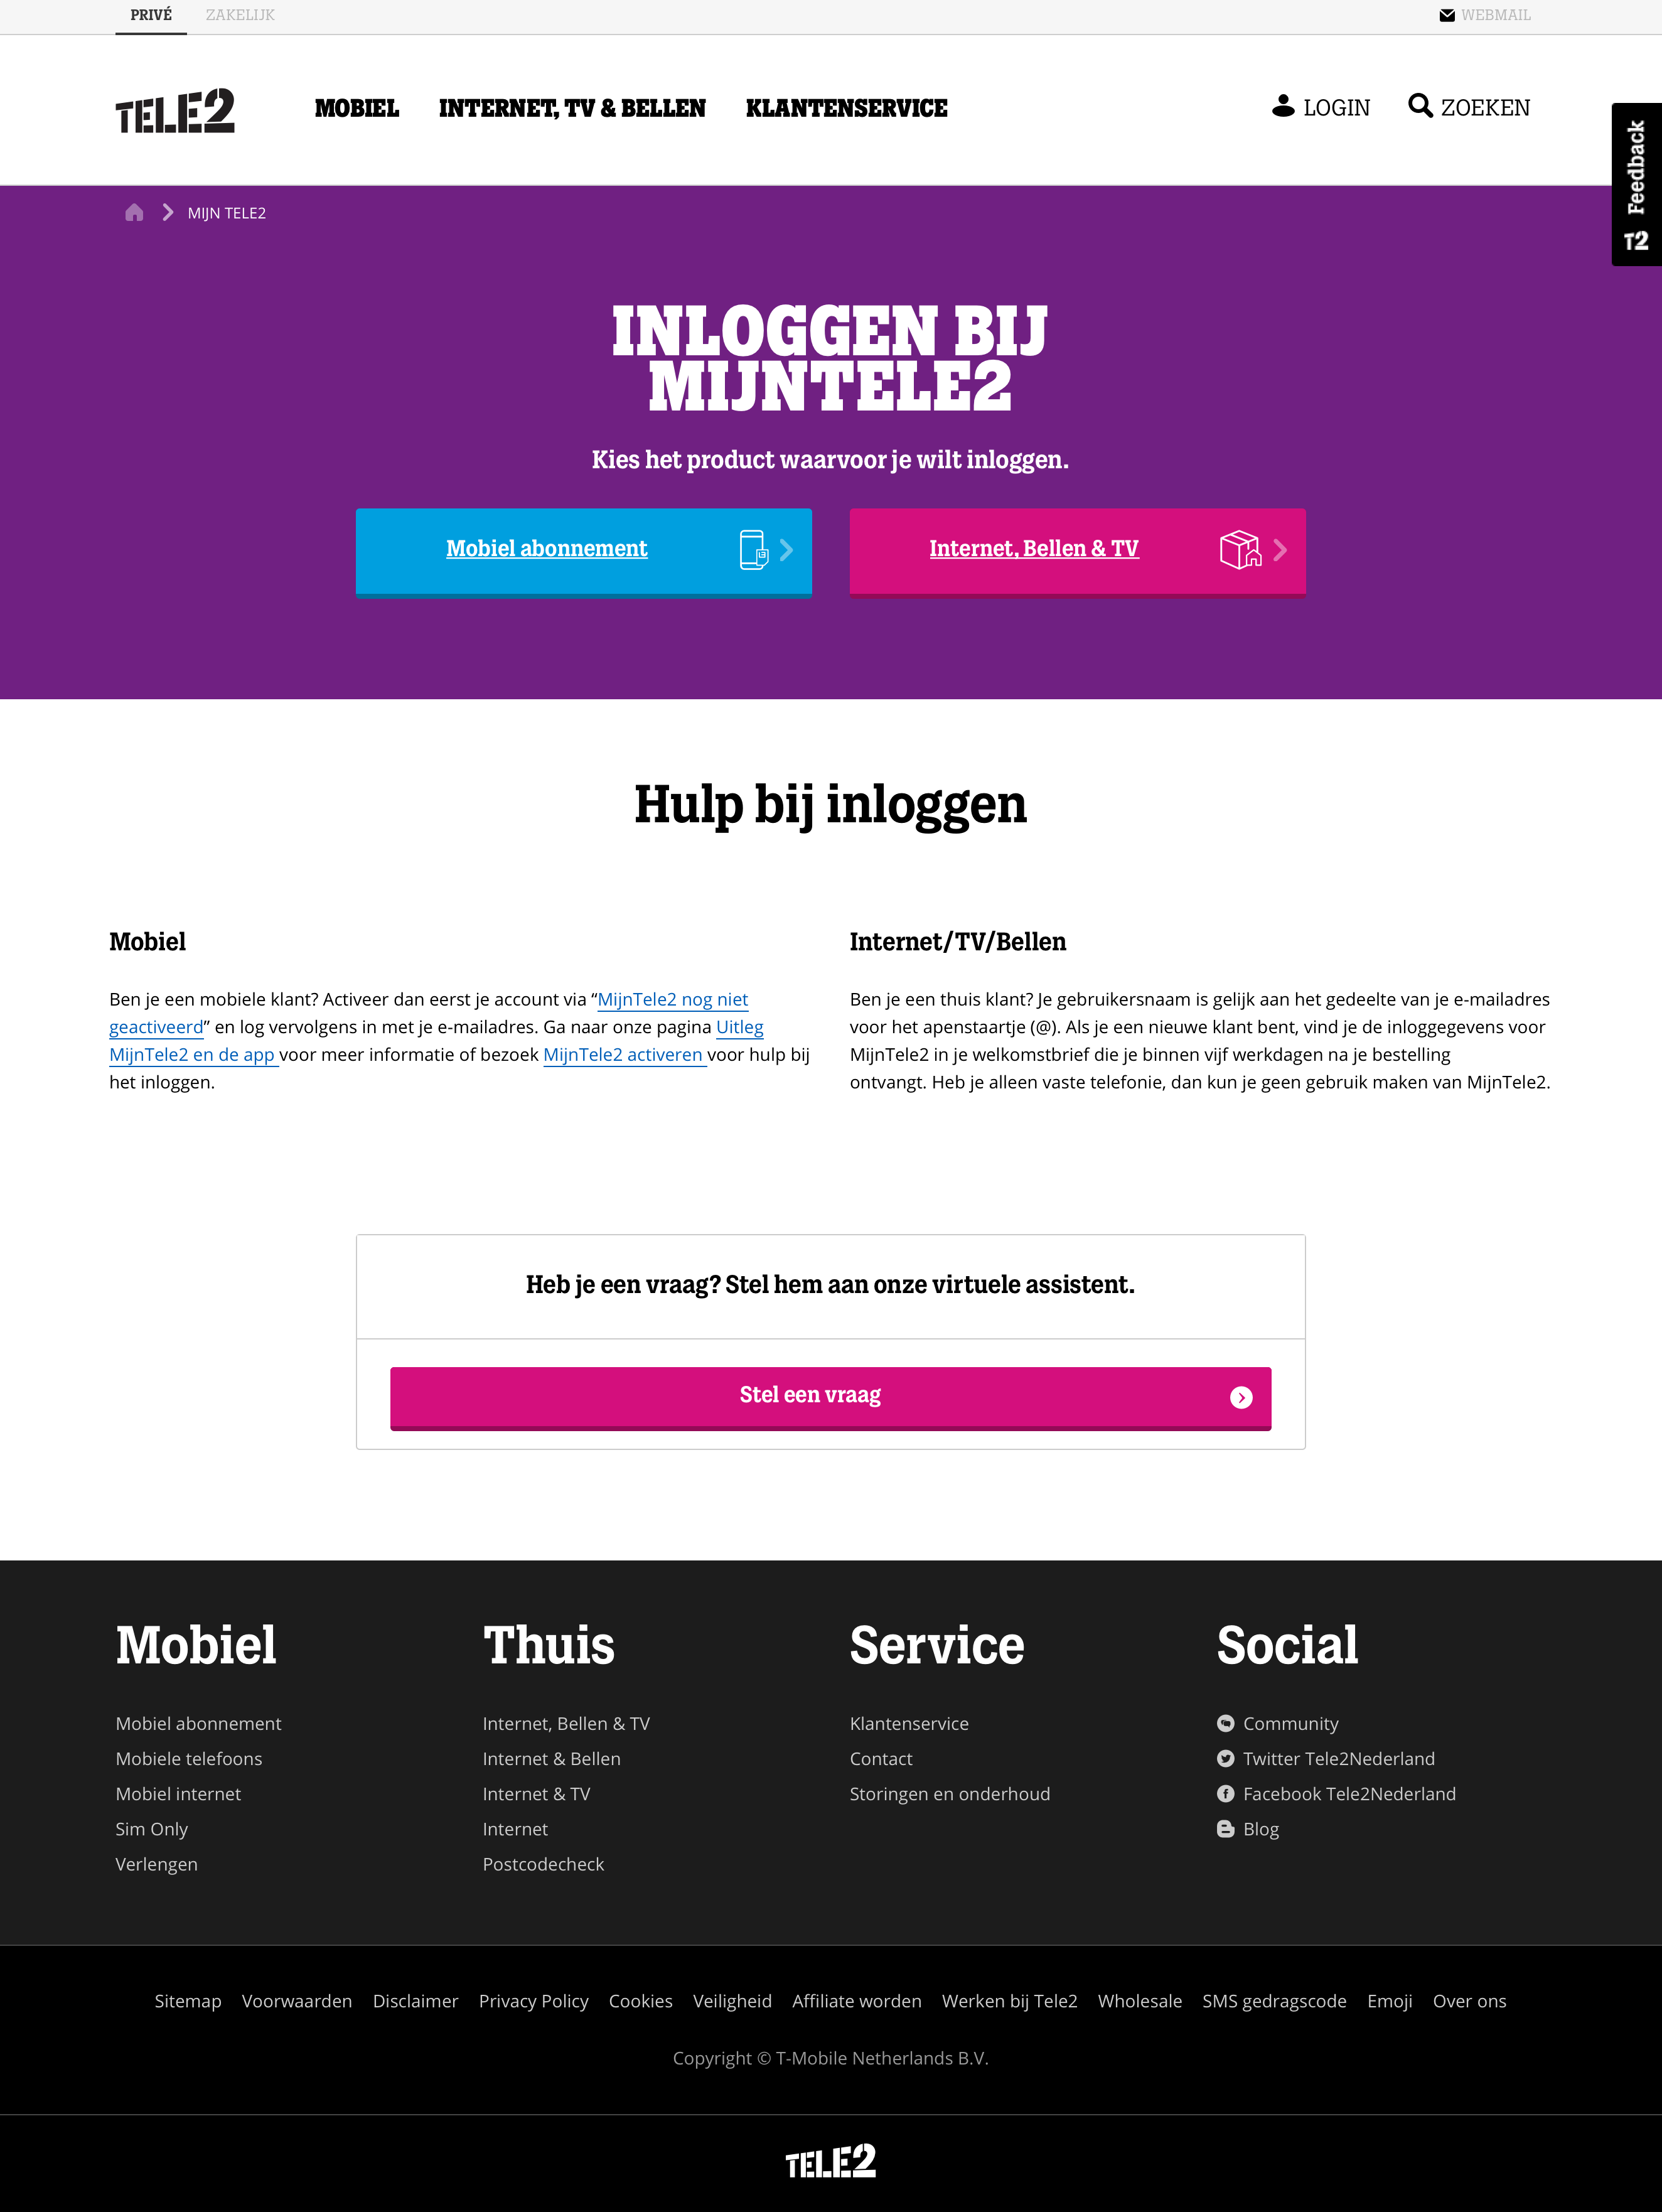 PRIVÉ ZAKELIJK WEBMAIL
TELE2 MOBIEL INTERNET, TV & BELLEN KLANTENSERVICE LOGIN ZOEKEN
Feedback
T2
MIJN TELE2
INLOGGEN BIJ
MIJNTELE2
Kies het product waarvoor je wilt inloggen.
Mobiel abonnement
Internet, Bellen & TV
Hulp bij inloggen
Mobiel
Ben je een mobiele klant? Activeer dan eerst je account via “MijnTele2 nog niet
geactiveerd” en log vervolgens in met je e-mailadres. Ga naar onze pagina Uitleg
MijnTele2 en de app voor meer informatie of bezoek MijnTele2 activeren voor hulp bij
het inloggen.
Internet/TV/Bellen
Ben je een thuis klant? Je gebruikersnaam is gelijk aan het gedeelte van je e-mailadres
voor het apenstaartje (@). Als je een nieuwe klant bent, vind je de inloggegevens voor
MijnTele2 in je welkomstbrief die je binnen vijf werkdagen na je bestelling
ontvangt. Heb je alleen vaste telefonie, dan kun je geen gebruik maken van MijnTele2.
Heb je een vraag? Stel hem aan onze virtuele assistent.
Stel een vraag
Mobiel
Mobiel abonnement
Mobiele telefoons
Mobiel internet
Sim Only
Verlengen
Thuis
Internet, Bellen & TV
Internet & Bellen
Internet & TV
Internet
Postcodecheck
Service
Klantenservice
Contact
Storingen en onderhoud
Social
Community
Twitter Tele2Nederland
Facebook Tele2Nederland
Blog
Sitemap Voorwaarden Disclaimer Privacy Policy Cookies Veiligheid Affiliate worden Werken bij Tele2 Wholesale SMS gedragscode Emoji Over ons
Copyright © T-Mobile Netherlands B.V.
TELE2